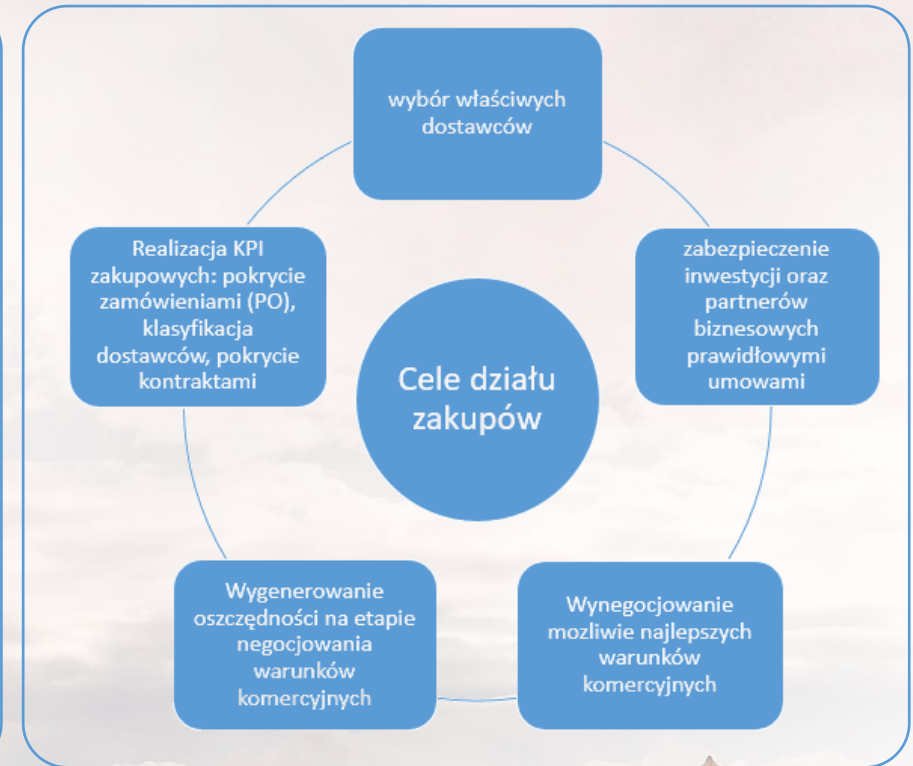 wybór właściwych
dostawców
zabezpieczenie
inwestycji oraz
partnerów
biznesowych
prawidłowymi
umowami
Wynegocjowanie
mozliwie najlepszych
warunków
komercyjnych
Wygenerowanie
oszczędności na etapie
negocjowania
warunków
komercyjnych
Realizacja KPI
zakupowych: pokrycie
zamówieniami (PO),
klasyfikacja
dostawców, pokrycie
kontraktami
Cele działu
zakupów